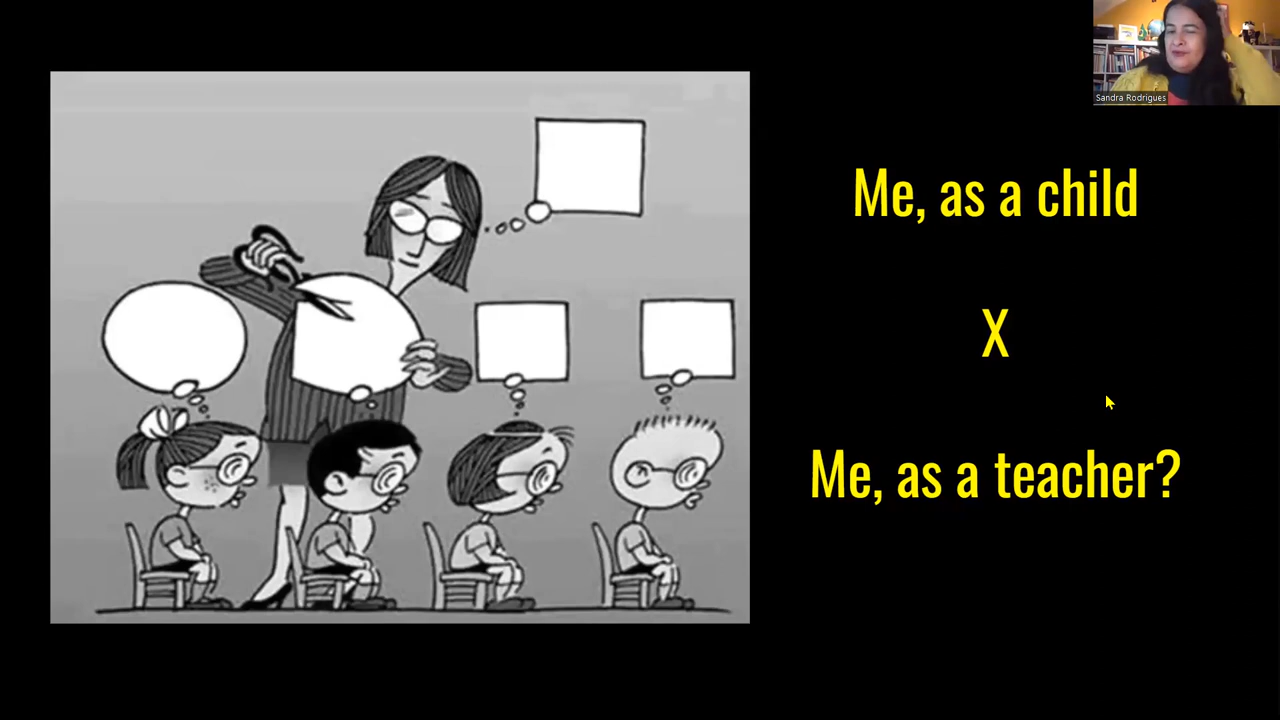 Sandra Rodrigues
Me, as a child
X
Me, as a teacher?